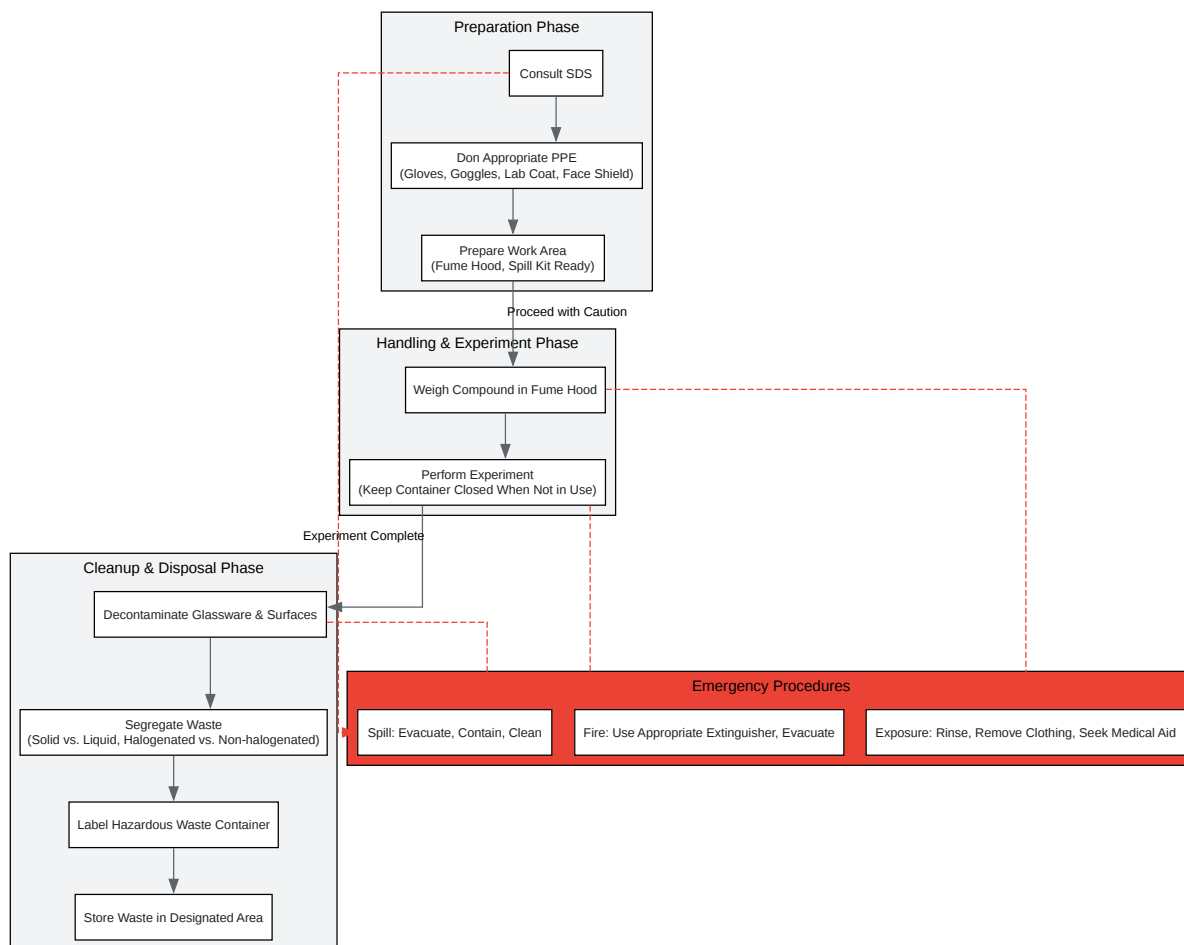 Preparation Phase
Consult SDS
Don Appropriate PPE
(Gloves, Goggles, Lab Coat, Face Shield)
Prepare Work Area
(Fume Hood, Spill Kit Ready)
Proceed with Caution
Handling & Experiment Phase
Weigh Compound in Fume Hood
Perform Experiment
(Keep Container Closed When Not in Use)
Experiment Complete
Cleanup & Disposal Phase
Decontaminate Glassware & Surfaces
Segregate Waste
(Solid vs. Liquid, Halogenated vs. Non-halogenated)
Label Hazardous Waste Container
Store Waste in Designated Area
Emergency Procedures
Spill: Evacuate, Contain, Clean
Fire: Use Appropriate Extinguisher, Evacuate
Exposure: Rinse, Remove Clothing, Seek Medical Aid